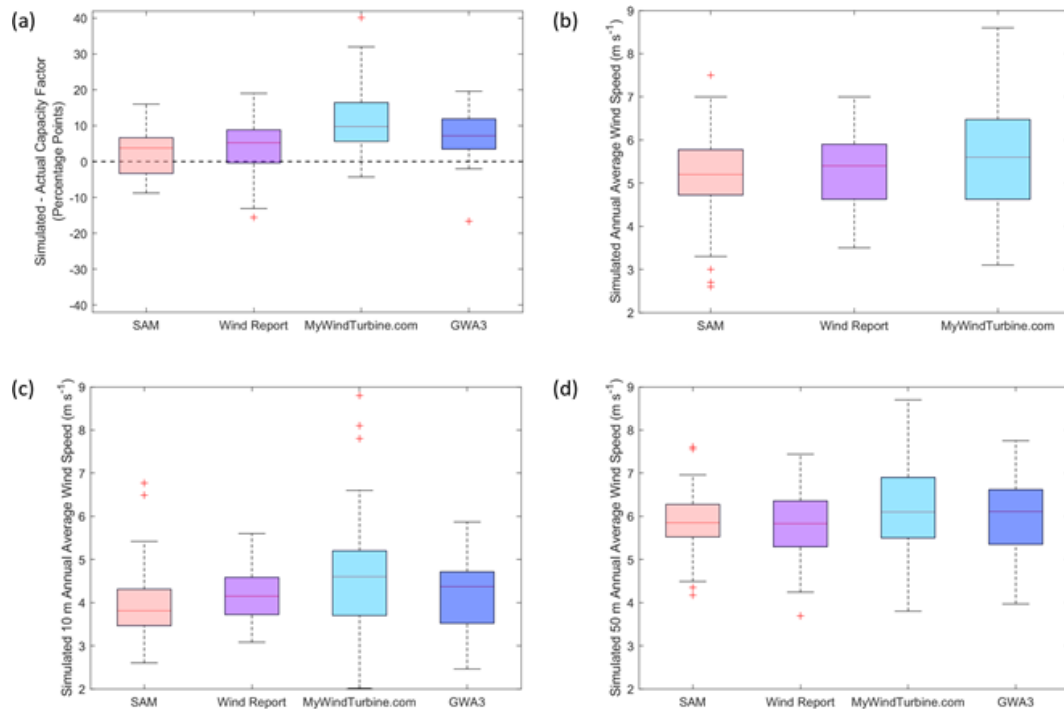 (a)
Simulated - Actual Capacity Factor
(Percentage Points)
40
30
20
10
0
-10
-20
-30
-40
SAM Wind Report MyWindTurbine.com GWA3
(b)
Simulated Annual Average Wind Speed (m s-1)
9
8
7
6
5
4
3
2
SAM Wind Report MyWindTurbine.com
(c)
Simulated 10 m Annual Average Wind Speed (m s-1)
9
8
7
6
5
4
3
2
SAM Wind Report MyWindTurbine.com GWA3
(d)
Simulated 50 m Annual Average Wind Speed (m s-1)
9
8
7
6
5
4
3
2
SAM Wind Report MyWindTurbine.com GWA3